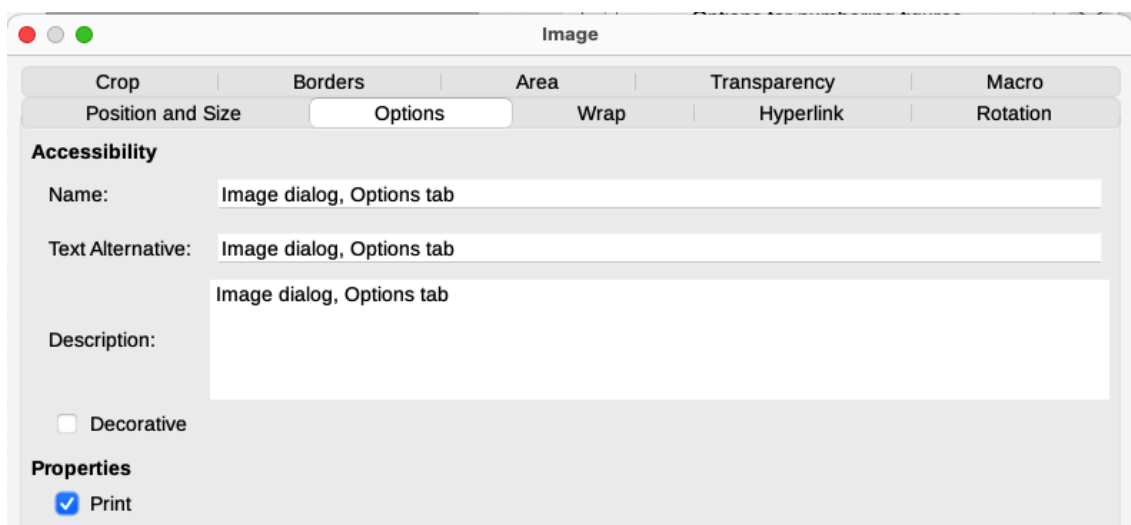 Image
Crop Borders Area Transparency Macro
Position and Size Options Wrap Hyperlink Rotation
Accessibility
Name: Image dialog, Options tab
Text Alternative: Image dialog, Options tab
Image dialog, Options tab
Description:
Decorative
Properties
Print